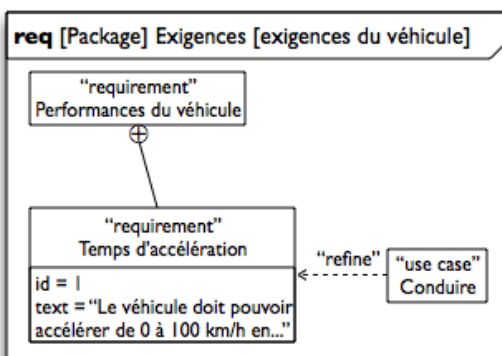 req [Package] Exigences [exigences du véhicule]
“requirement”
Performances du véhicule
“requirement”
Temps d'accélération
id = 1
text = “Le véhicule doit pouvoir
accélérer de 0 à 100 km/h en...”
“refine”
“use case”
Conduire